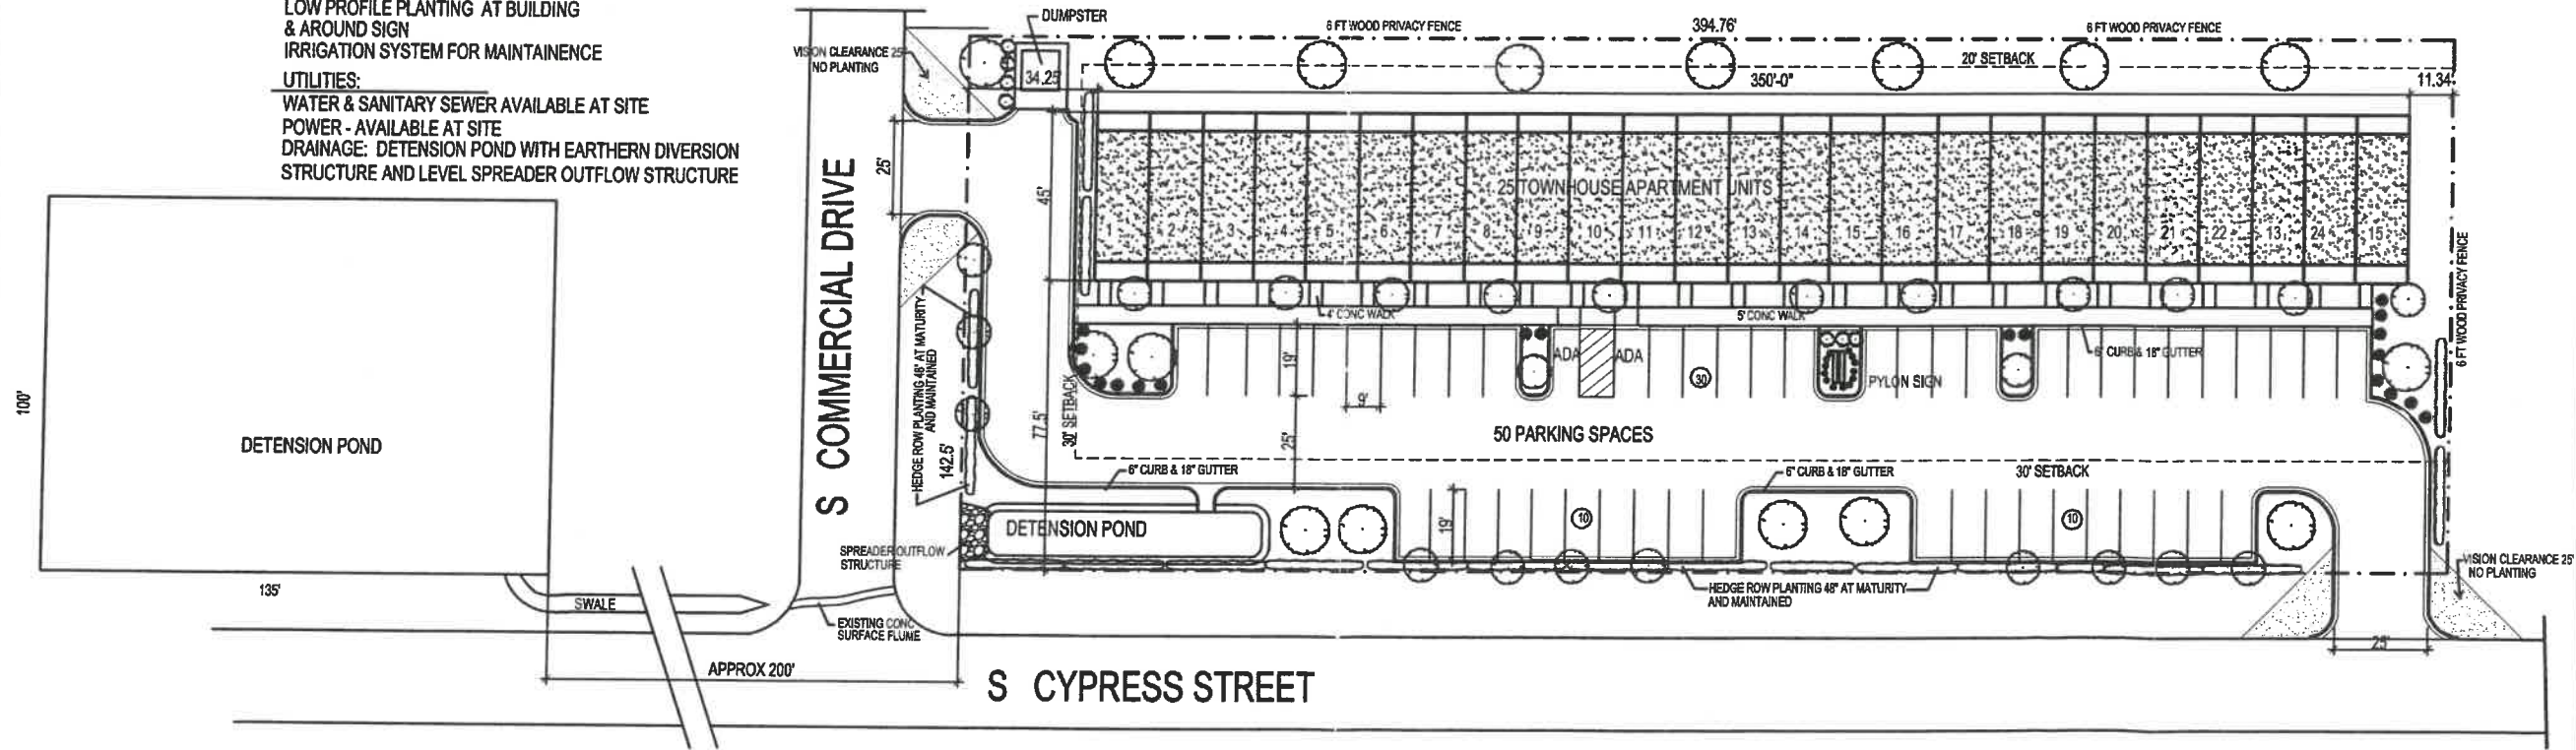 LOW PROFILE PLANTING AT BUILDING
& AROUND SIGN
IRRIGATION SYSTEM FOR MAINTAINENCE
UTILITIES:
WATER & SANITARY SEWER AVAILABLE AT SITE
POWER - AVAILABLE AT SITE
DRAINAGE: DETENSION POND WITH EARTHERN DIVERSION
STRUCTURE AND LEVEL SPREADER OUTFLOW STRUCTURE
DUMPSTER
6 FT WOOD PRIVACY FENCE
394.76'
6 FT WOOD PRIVACY FENCE
VISION CLEARANCE 25'
NO PLANTING
34.25'
20' SETBACK
350'-0"
11.34'
25'
45'
25 TOWNHOUSE APARTMENT UNITS
1 2 3 4 5 6 7 8 9 10 11 12 13 14 15 16 17 18 19 20 21 22 13 24 15
6 FT WOOD PRIVACY FENCE
S COMMERCIAL DRIVE
HEDGE ROW PLANTING 48" AT MATURITY
AND MAINTAINED
142.5'
77.5'
30' SETBACK
4' CONC WALK
5' CONC WALK
19'
9'
25'
ADA
ADA
30
PYLON SIGN
6" CURB & 18" GUTTER
50 PARKING SPACES
100'
DETENSION POND
135'
6" CURB & 18" GUTTER
6" CURB & 18" GUTTER
30' SETBACK
DETENSION POND
19'
10
10
SPREADER OUTFLOW
STRUCTURE
HEDGE ROW PLANTING 48" AT MATURITY
AND MAINTAINED
VISION CLEARANCE 25'
NO PLANTING
SWALE
EXISTING CONC
SURFACE FLUME
APPROX 200'
25'
S CYPRESS STREET